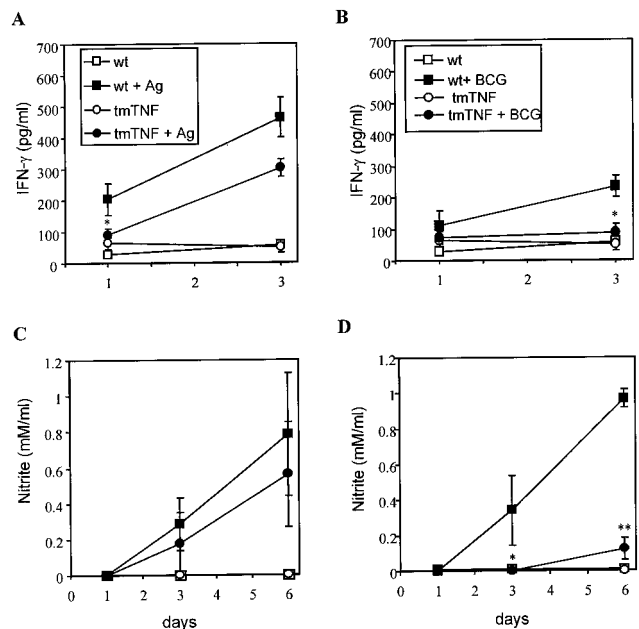 A
700
600
500
400
300
200
100
0
IFN-γ (pg/ml)
wt
wt + Ag
tmTNF
tmTNF + Ag
*
1
2
3
B
700
600
500
400
300
200
100
0
IFN-γ (pg/ml)
wt
wt+ BCG
tmTNF
tmTNF + BCG
*
1
2
3
C
1.2
1
0.8
0.6
0.4
0.2
0
Nitrite (mM/ml)
0 1 2 3 4 5 6
days
D
1.2
1
0.8
0.6
0.4
0.2
0
Nitrite (mM/ml)
*
**
0 1 2 3 4 5 6
days